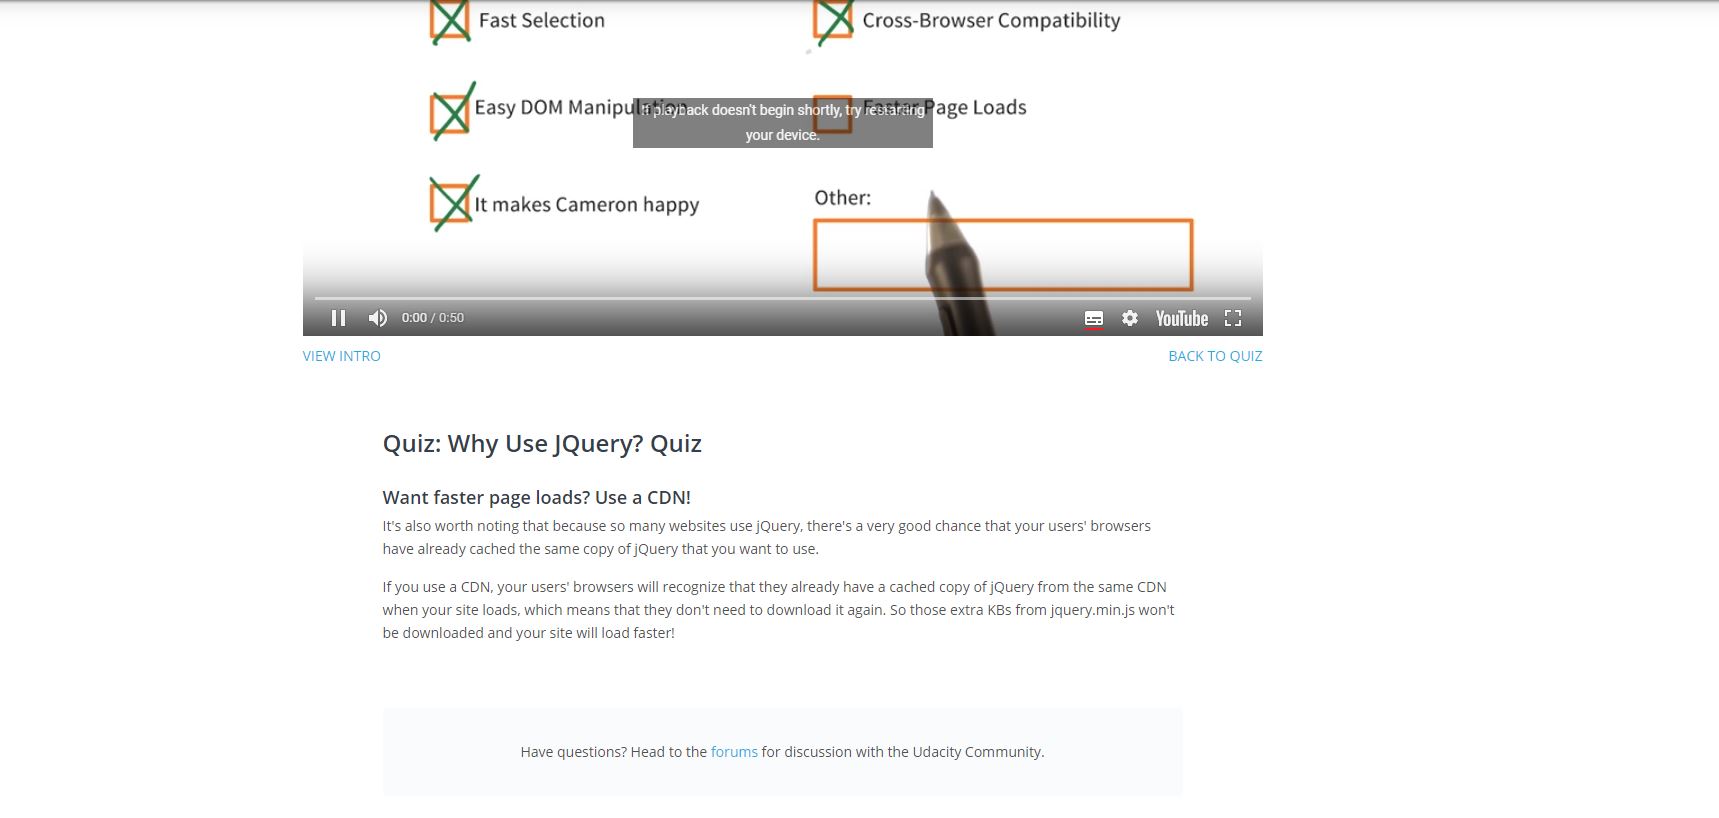 Fast Selection
Cross-Browser Compatibility
Easy DOM Manipulation
Faster Page Loads
If playback doesn't begin shortly, try restarting
your device.
It makes Cameron happy
Other:
0:00 / 0:50
YouTube
VIEW INTRO
BACK TO QUIZ
Quiz: Why Use JQuery? Quiz
Want faster page loads? Use a CDN!
It's also worth noting that because so many websites use jQuery, there's a very good chance that your users' browsers
have already cached the same copy of jQuery that you want to use.
If you use a CDN, your users' browsers will recognize that they already have a cached copy of jQuery from the same CDN
when your site loads, which means that they don't need to download it again. So those extra KBs from jquery.min.js won't
be downloaded and your site will load faster!
Have questions? Head to the forums for discussion with the Udacity Community.